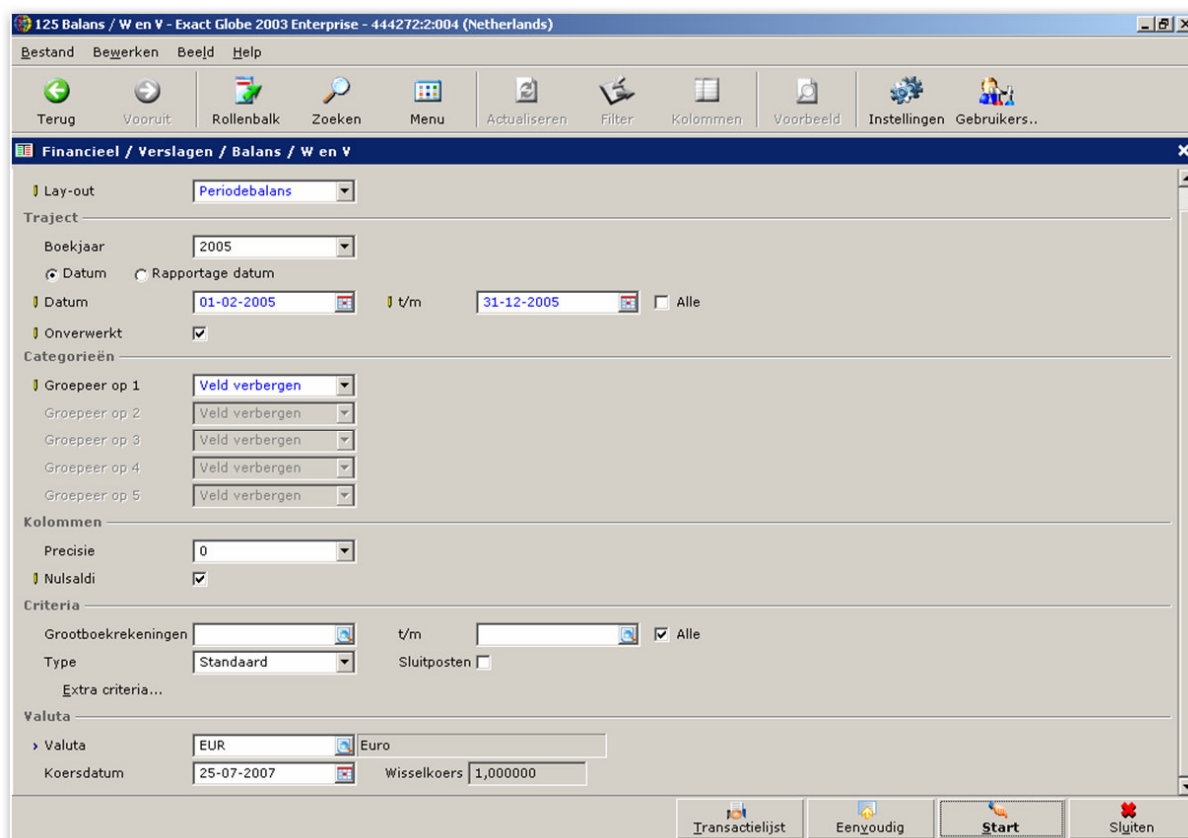 125 Balans / W en V - Exact Globe 2003 Enterprise - 444272:2:004 (Netherlands)
Bestand Bewerken Beeld Help
Terug Vooruit Rollenbalk Zoeken Menu Actualiseren Filter Kolommen Voorbeeld Instellingen Gebruikers..
Financieel / Verslagen / Balans / W en V
Lay-out Periodebalans
Traject
Boekjaar 2005
Datum Rapportage datum
Datum 01-02-2005 t/m 31-12-2005 Alle
Onverwerkt
Categorieën
Groepeer op 1 Veld verbergen
Groepeer op 2 Veld verbergen
Groepeer op 3 Veld verbergen
Groepeer op 4 Veld verbergen
Groepeer op 5 Veld verbergen
Kolommen
Precisie 0
Nulsaldi
Criteria
Grootboekrekeningen t/m Alle
Type Standaard Sluitposten
Extra criteria...
Valuta
Valuta EUR Euro
Koersdatum 25-07-2007 Wisselkoers 1,000000
Transactielijst Eenvoudig Start Sluiten